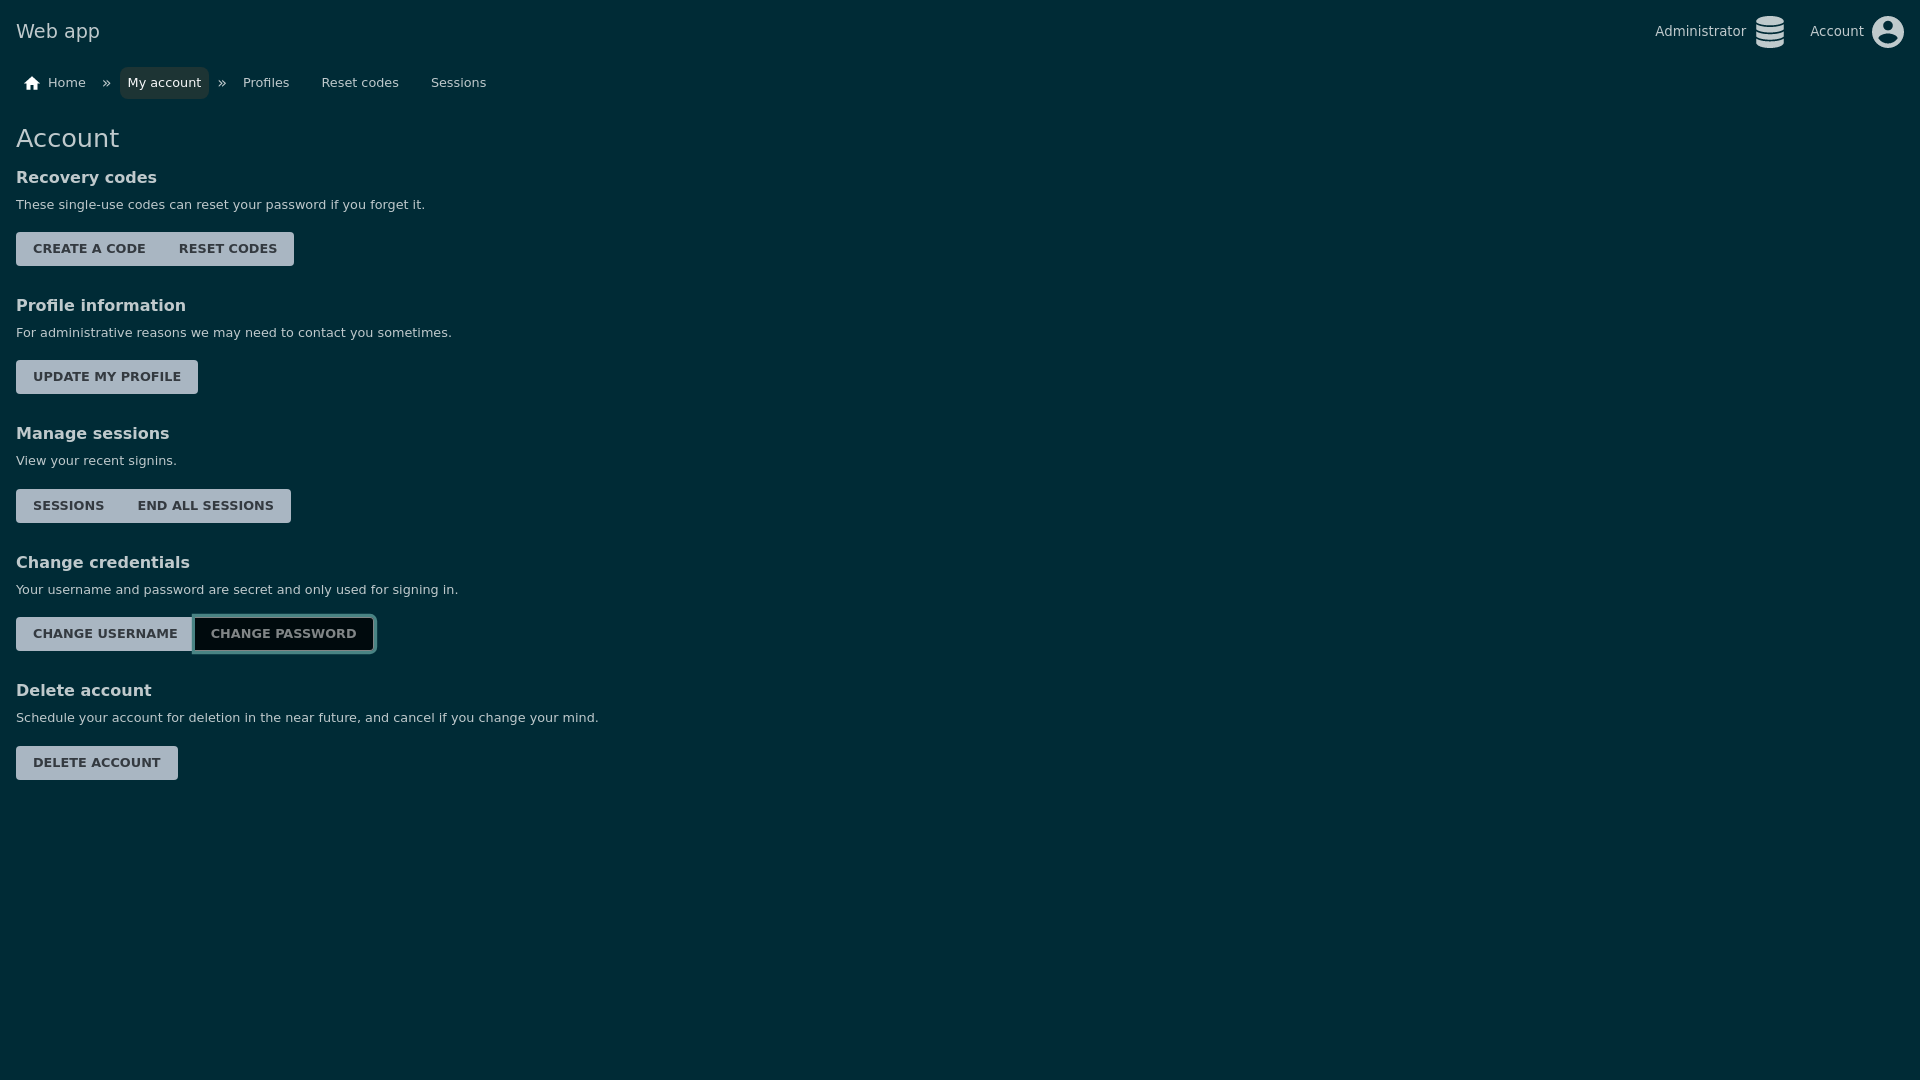 Web app
Administrator
Account
Home » My account » Profiles Reset codes Sessions
Account
Recovery codes
These single-use codes can reset your password if you forget it.
CREATE A CODE RESET CODES
Profile information
For administrative reasons we may need to contact you sometimes.
UPDATE MY PROFILE
Manage sessions
View your recent signins.
SESSIONS END ALL SESSIONS
Change credentials
Your username and password are secret and only used for signing in.
CHANGE USERNAME CHANGE PASSWORD
Delete account
Schedule your account for deletion in the near future, and cancel if you change your mind.
DELETE ACCOUNT